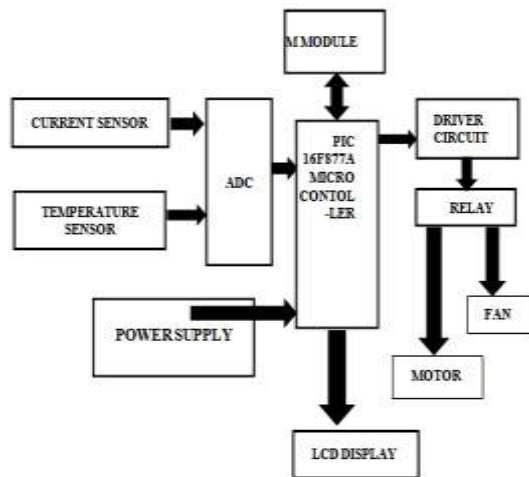 M MODULE
CURRENT SENSOR
TEMPERATURE
SENSOR
ADC
PIC
16F877A
MICRO
CONTOL
-LER
DRIVER
CIRCUIT
RELAY
FAN
MOTOR
POWER SUPPLY
LCD DISPLAY